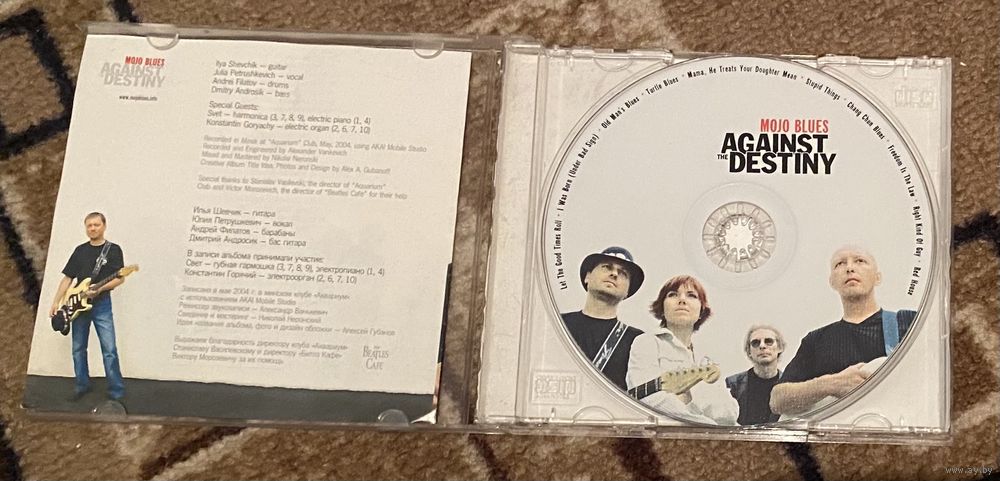 MOJO BLUES
AGAINST
THE DESTINY
www.mojoblues.info
Ilya Shevchik – guitar
Julia Petrushkevich – vocal
Andrei Filatov – drums
Dmitry Androsik – bass
Special Guests:
Svet – harmonica (3, 7, 8, 9), electric piano (1, 4)
Konstantin Goryachy – electric organ (2, 6, 7, 10)
Recorded in Minsk at "Aquarium" Club, May, 2004, using AKAI Mobile Studio
Recorded and Engineered by Alexander Vankevich
Mixed and Mastered by Nikolai Neronski
Creative Album Title Idea, Photos and Design by Alex A. Gubanoff
Special thanks to Stanislav Vasilevski, the director of "Aquarium"
Club and Victor Morosevich, the director of "Beatles Cafe" for their help
Илья Шевчик – гитара
Юлия Петрушкевич – вокал
Андрей Филатов – барабаны
Дмитрий Андросик – бас гитара
В записи альбома принимали участие:
Свет – губная гармошка (3, 7, 8, 9), электропиано (1, 4)
Константин Горячий – электроорган (2, 6, 7, 10)
Записано в мае 2004 г. в минском клубе «Аквариум»
с использованием AKAI Mobile Studio
Режиссер звукозаписи – Александр Ванкевич
Сведение и мастеринг – Николай Неронский
Идея названия альбома, фото и дизайн обложки – Алексей Губанов
Выражаем благодарность директору клуба «Аквариум»
Станиславу Василевскому и директору «Битлз Кафе»
Виктору Морозевичу за их помощь
THE
BEATLES
CAFE
Let The Good Times Roll • I Was Born (Under Bad Sign) • Old Man's Blues • Turtle Blues • Mama, He Treats Your Doughter Mean • Stupid Things • Chang Chun Blues • Freedom Is The Law • Right Kind Of Guy • Red House
MOJO BLUES
AGAINST
THE DESTINY
www.ay.by